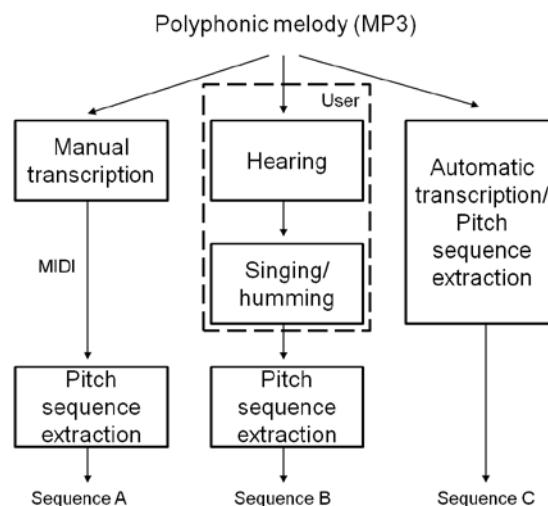 Polyphonic melody (MP3)
User
Manual
transcription
Hearing
Automatic
transcription/
Pitch
sequence
extraction
MIDI
Singing/
humming
Pitch
sequence
extraction
Pitch
sequence
extraction
Sequence A
Sequence B
Sequence C